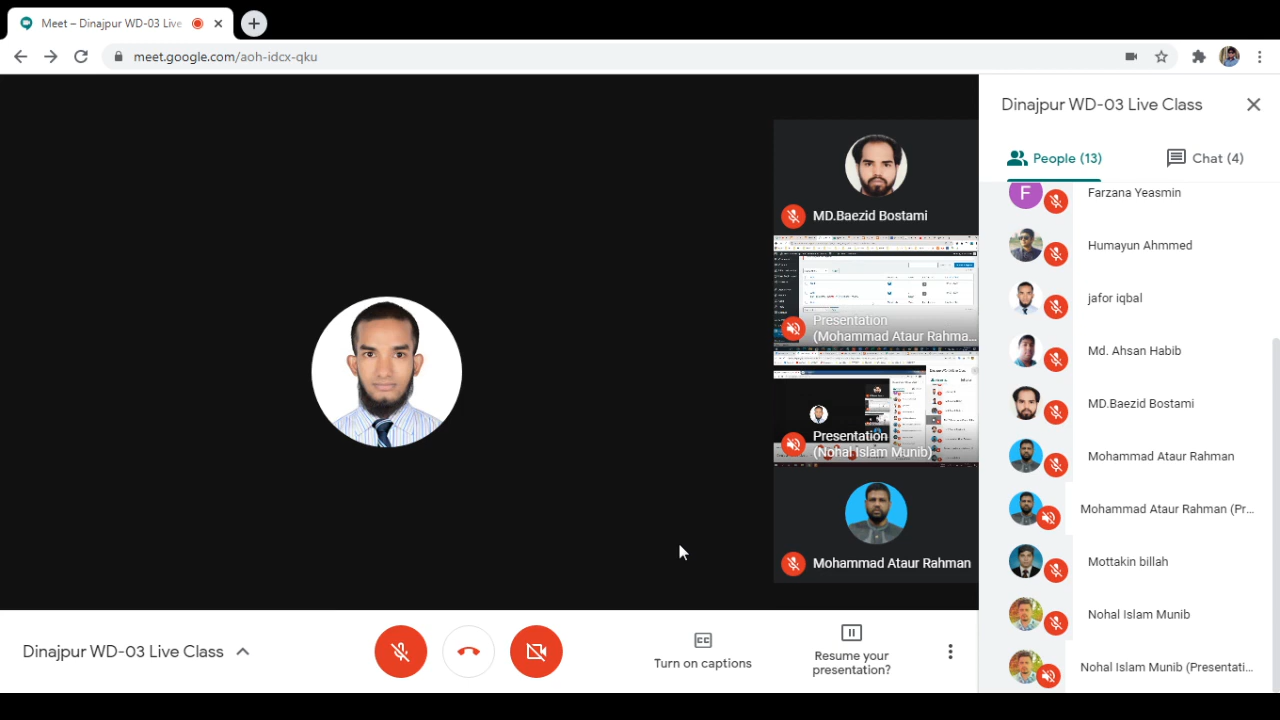 Meet – Dinajpur WD-03 Live
meet.google.com/aoh-idcx-qku
MD.Baezid Bostami
Presentation
(Mohammad Ataur Rahma...
Presentation
(Nohal Islam Munib)
Mohammad Ataur Rahman
Dinajpur WD-03 Live Class
People (13)
Chat (4)
F
Farzana Yeasmin
Humayun Ahmmed
jafor iqbal
Md. Ahsan Habib
MD.Baezid Bostami
Mohammad Ataur Rahman
Mohammad Ataur Rahman (Pr...
Mottakin billah
Nohal Islam Munib
Nohal Islam Munib (Presentati...
Dinajpur WD-03 Live Class
CC
Turn on captions
Resume your
presentation?